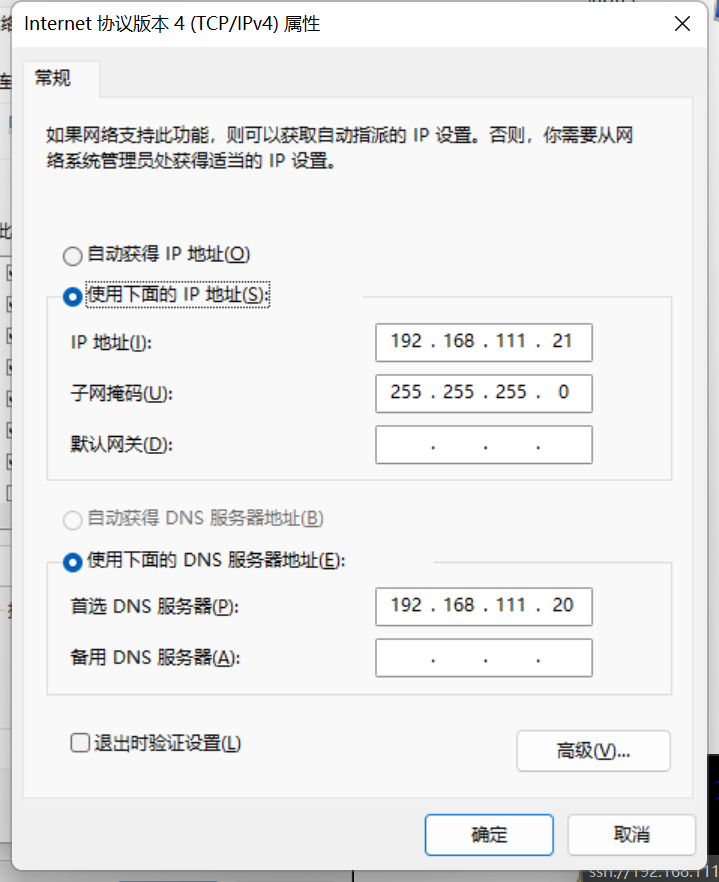 Internet 协议版本 4 (TCP/IPv4) 属性
常规
如果网络支持此功能，则可以获取自动指派的 IP 设置。否则，你需要从网
络系统管理员处获得适当的 IP 设置。
自动获得 IP 地址(O)
使用下面的 IP 地址(S):
IP 地址(I):
192 . 168 . 111 . 21
子网掩码(U):
255 . 255 . 255 . 0
默认网关(D):
. . .
自动获得 DNS 服务器地址(B)
使用下面的 DNS 服务器地址(E):
首选 DNS 服务器(P):
192 . 168 . 111 . 20
备用 DNS 服务器(A):
. . .
退出时验证设置(L)
高级(V)...
确定
取消
ssh://192.168.111